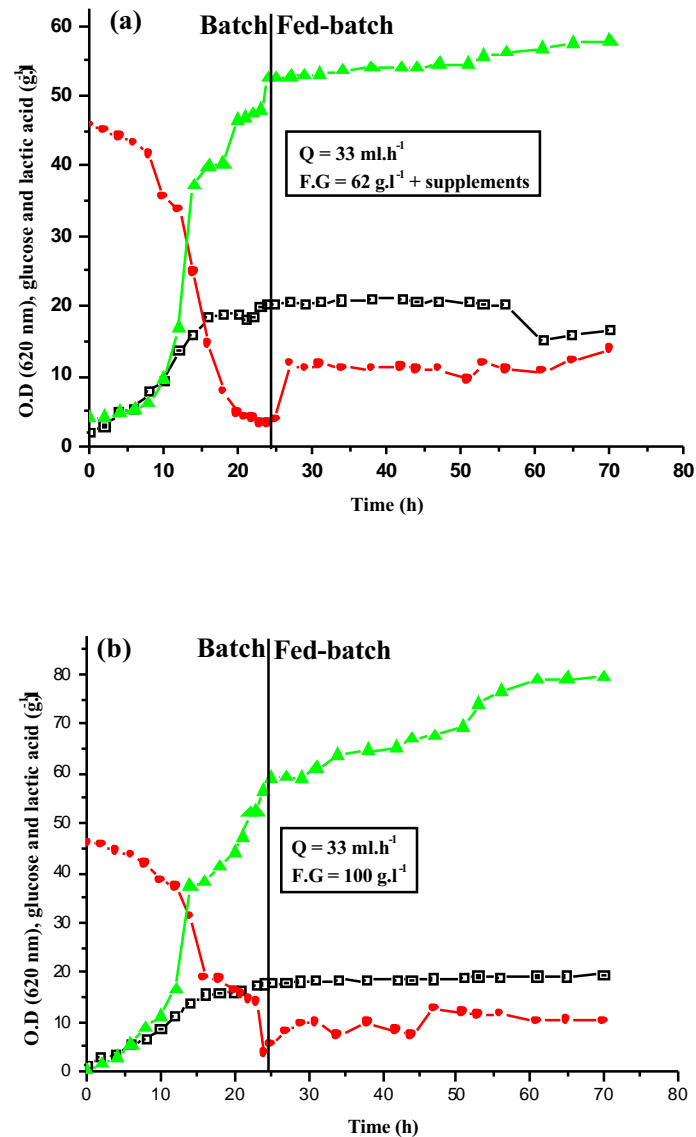 (a)
Batch Fed-batch
60
50
40
30
20
10
0
Q = 33 ml.h-1
F.G = 62 g.l-1 + supplements
O.D (620 nm), glucose and lactic acid (g.l-1)
0 10 20 30 40 50 60 70 80
Time (h)
(b)
Batch Fed-batch
80
70
60
50
40
30
20
10
0
Q = 33 ml.h-1
F.G = 100 g.l-1
O.D (620 nm), glucose and lactic acid (g.l-1)
0 10 20 30 40 50 60 70 80
Time (h)